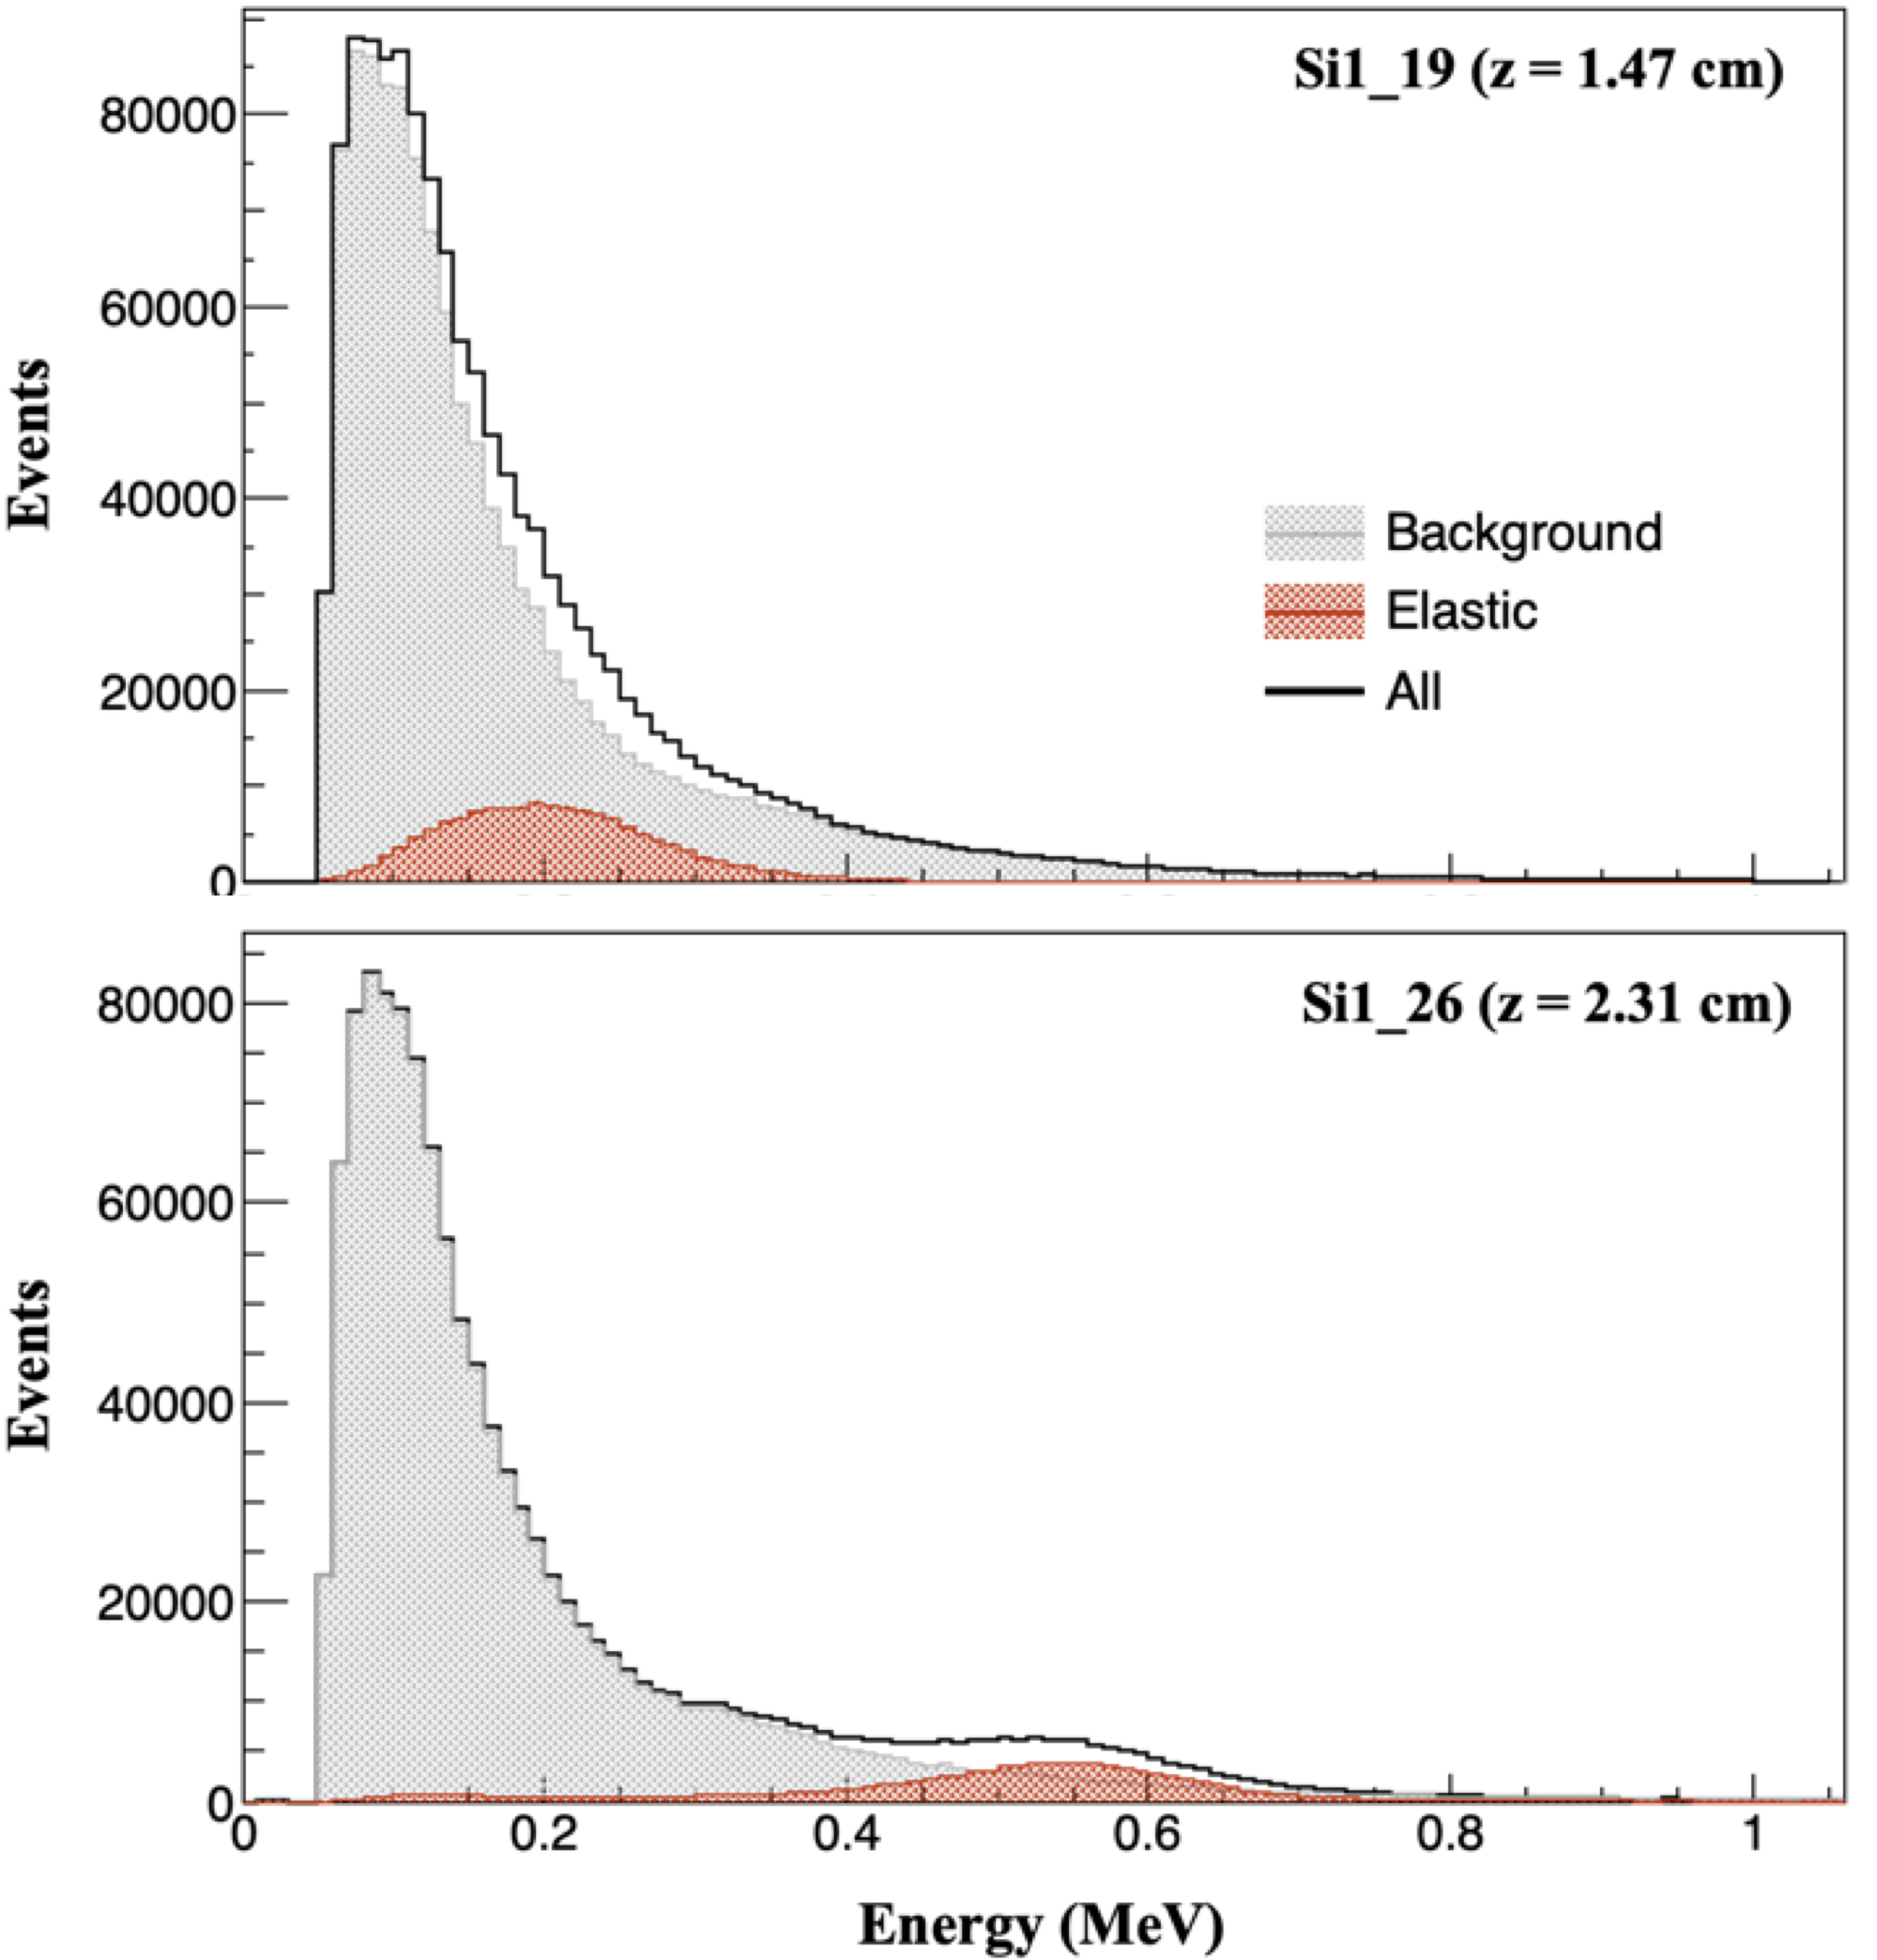 Si1_19 (z = 1.47 cm)
80000
60000
40000
20000
0
Events
Background
Elastic
All
Si1_26 (z = 2.31 cm)
80000
60000
40000
20000
0
Events
0 0.2 0.4 0.6 0.8 1
Energy (MeV)